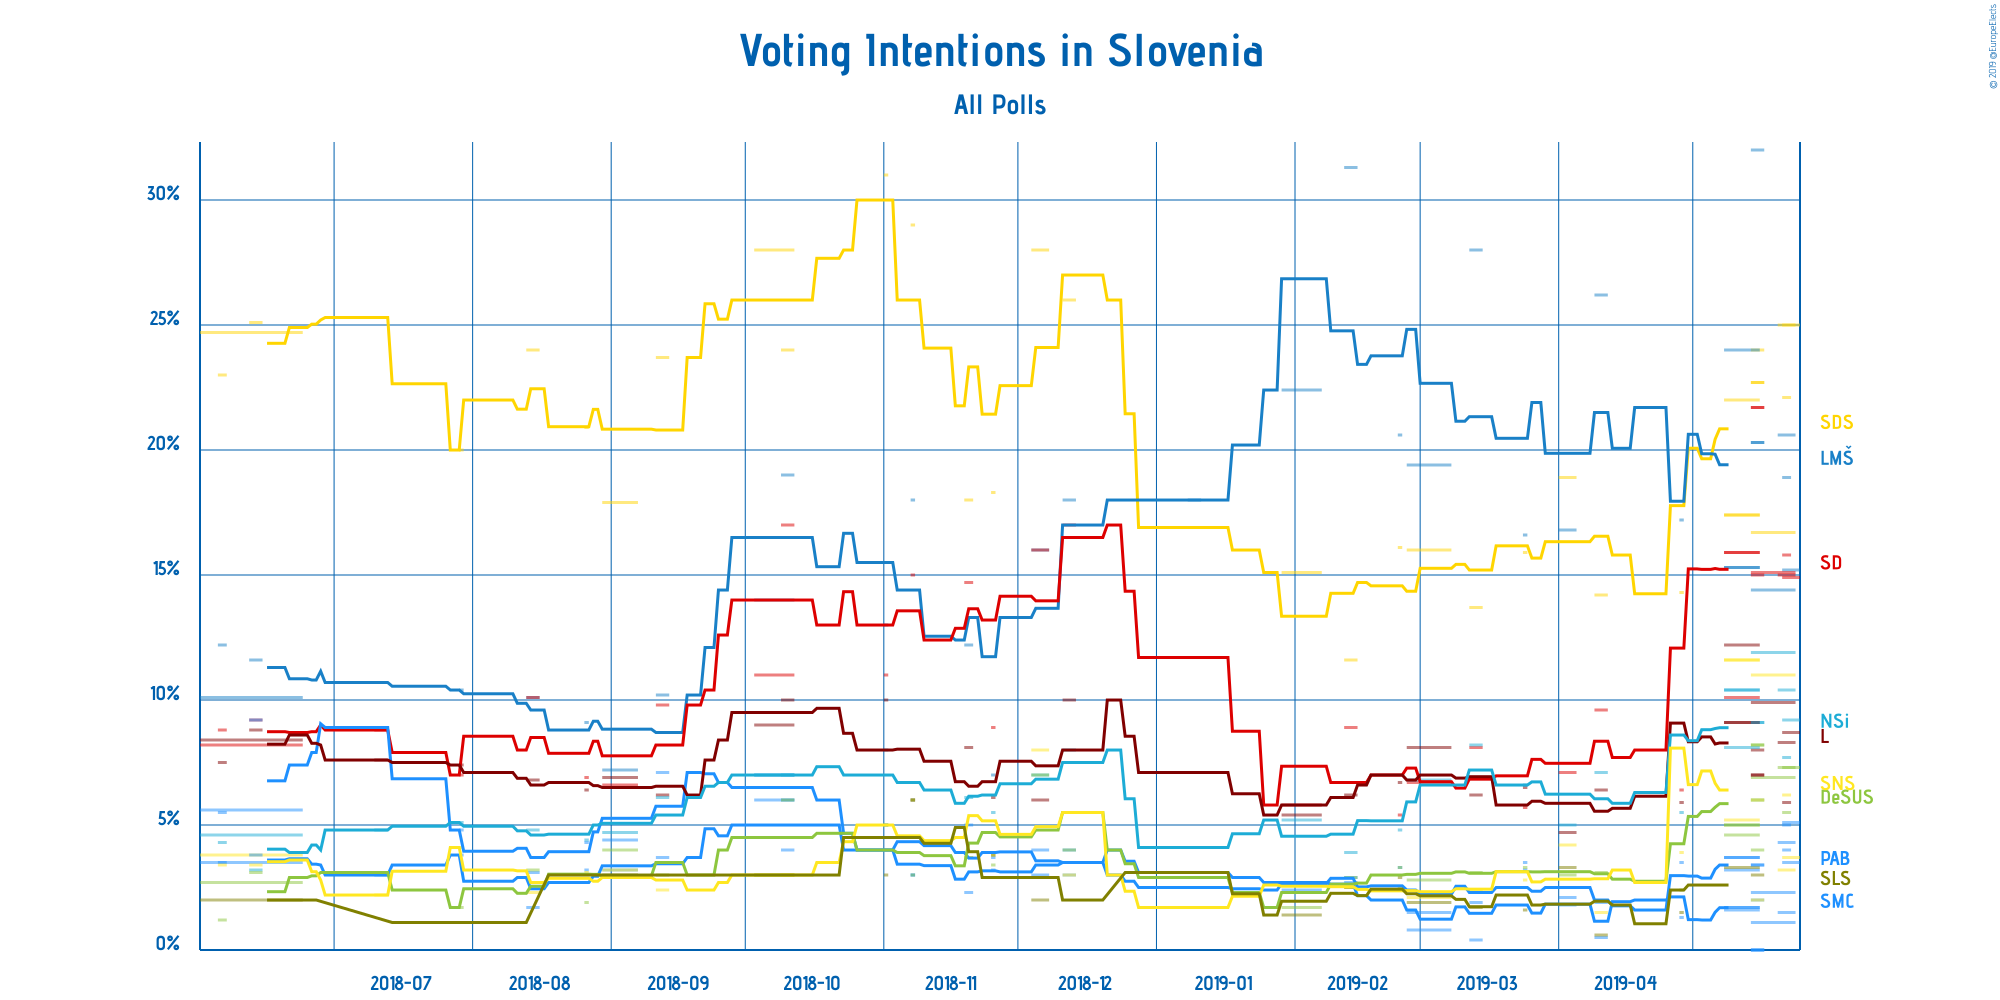 Voting Intentions in Slovenia
All Polls
© 2019 @EuropeElects
30%
25%
20%
15%
10%
5%
0%
SDS
LMŠ
SD
NSi
L
SNS
DeSUS
PAB
SLS
SMC
2018-07
2018-08
2018-09
2018-10
2018-11
2018-12
2019-01
2019-02
2019-03
2019-04